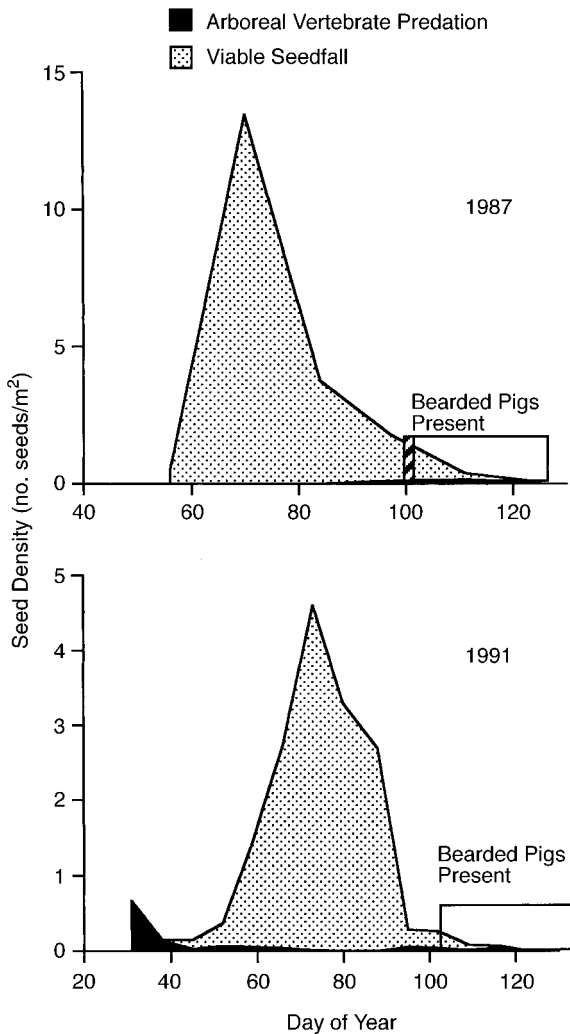 Arboreal Vertebrate Predation
Viable Seedfall
15
10
5
0
1987
Bearded Pigs
Present
40 60 80 100 120
Seed Density (no. seeds/m²)
5
4
3
2
1
0
1991
Bearded Pigs
Present
20 40 60 80 100 120
Day of Year